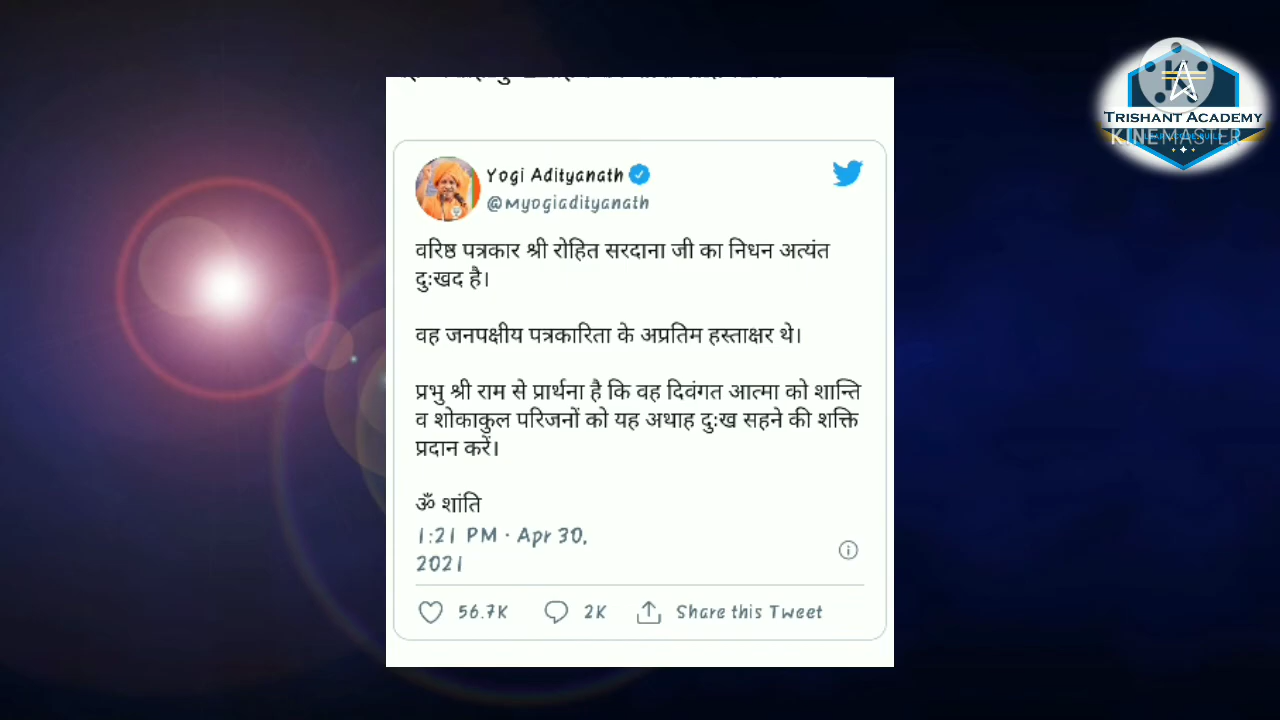 Yogi Adityanath
@myogiadityanath
वरिष्ठ पत्रकार श्री रोहित सरदाना जी का निधन अत्यंत
दुःखद है।
वह जनपक्षीय पत्रकारिता के अप्रतिम हस्ताक्षर थे।
प्रभु श्री राम से प्रार्थना है कि वह दिवंगत आत्मा को शान्ति
व शोकाकुल परिजनों को यह अथाह दुःख सहने की शक्ति
प्रदान करें।
ॐ शांति
1:21 PM · Apr 30,
2021
56.7K 2K Share this Tweet
TRISHANT ACADEMY
KINEMASTER